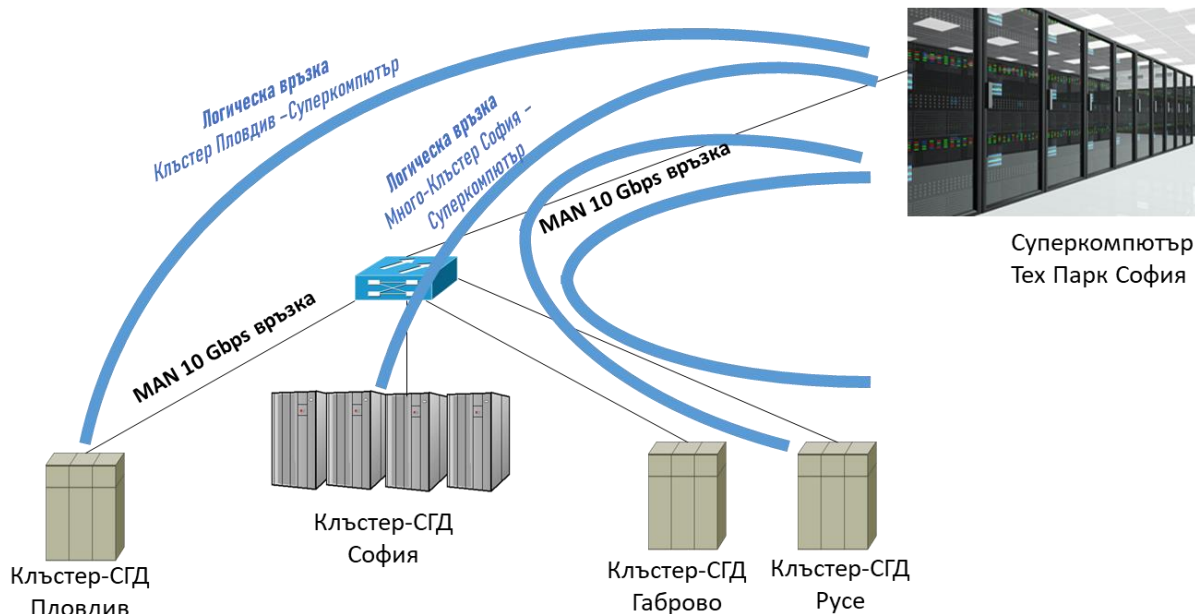 Логическа връзка
Клъстер Пловдив –Суперкомпютър
Логическа връзка
Много-Клъстер София –
Суперкомпютър
MAN 10 Gbps връзка
Суперкомпютър
Тех Парк София
MAN 10 Gbps връзка
Клъстер-СГД
София
Клъстер-СГД
Пловдив
Клъстер-СГД
Габрово
Клъстер-СГД
Русе